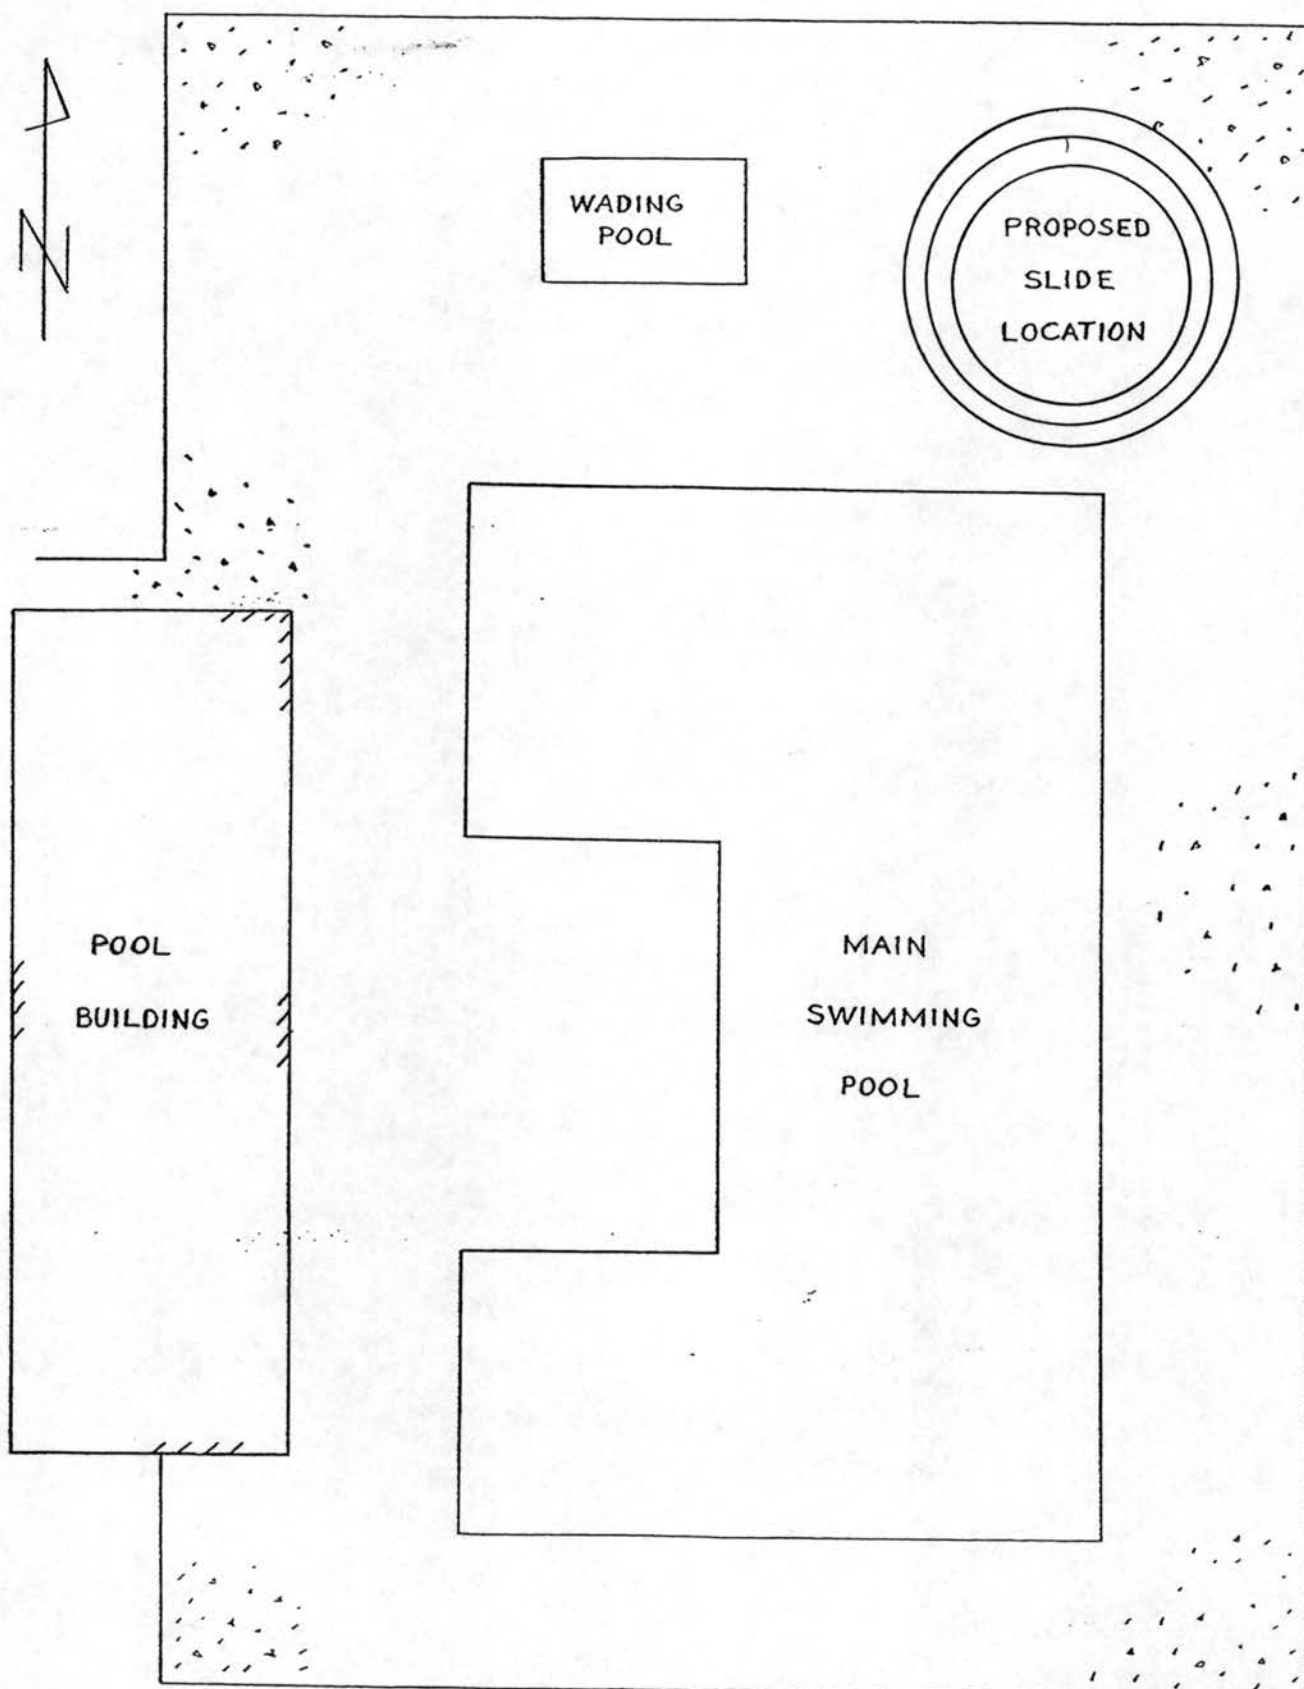 N
WADING
POOL
PROPOSED
SLIDE
LOCATION
POOL
BUILDING
MAIN
SWIMMING
POOL